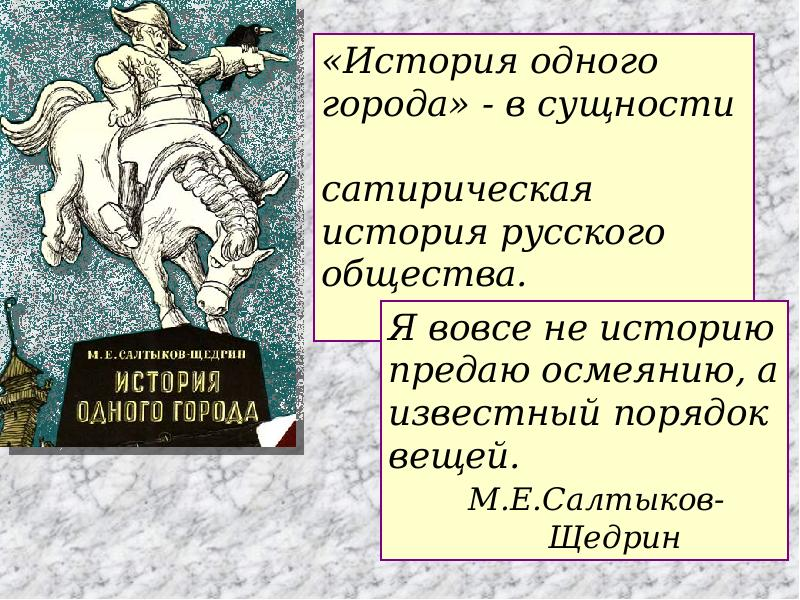 «История одного
города» - в сущности
сатирическая
история русского
общества.
Я вовсе не историю
предаю осмеянию, а
известный порядок
вещей.
М.Е.Салтыков-
Щедрин
М.Е.САЛТЫКОВ-ЩЕДРИН
ИСТОРИЯ
ОДНОГО ГОРОДА